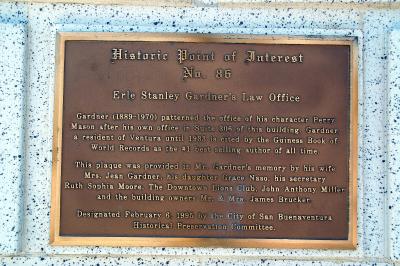 Historic Point of Interest
No. 86
Erle Stanley Gardner's Law Office
Gardner (1889-1970) patterned the office of his character Perry
Mason after his own office in Suite 306 of this building. Gardner
a resident of Ventura until 1933 is cited by the Guiness Book of
World Records as the #1 best selling author of all time.
This plaque was provided in Mr. Gardner's memory by his wife
Mrs. Jean Gardner, his daughter Grace Naso, his secretary
Ruth Sophia Moore, The Downtown Lions Club, John Anthony Miller
and the building owners Mr. & Mrs. James Brucker.
Designated February 6, 1995 by the City of San Buenaventura
Historical Preservation Committee.